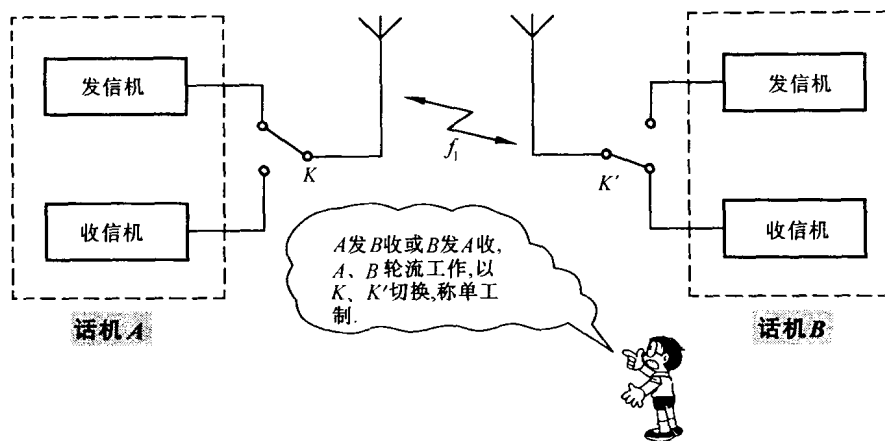 发信机
发信机
f₁
K
K′
收信机
收信机
A发B收或B发A收,
A、B轮流工作,以
K、K′切换,称单工
制.
话机A
话机B